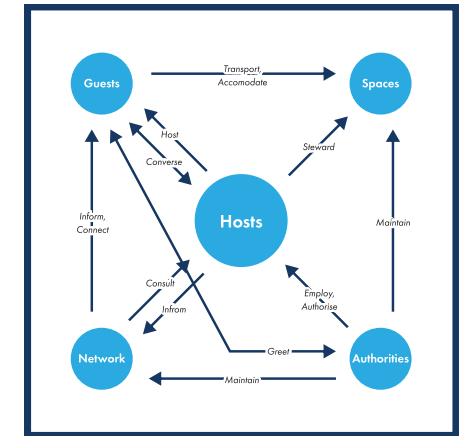 Transport,
Accomodate
Guests
Spaces
Host
Steward
Converse
Inform,
Connect
Hosts
Maintain
Consult
Employ,
Authorise
Infrom
Greet
Network
Authorities
Maintain